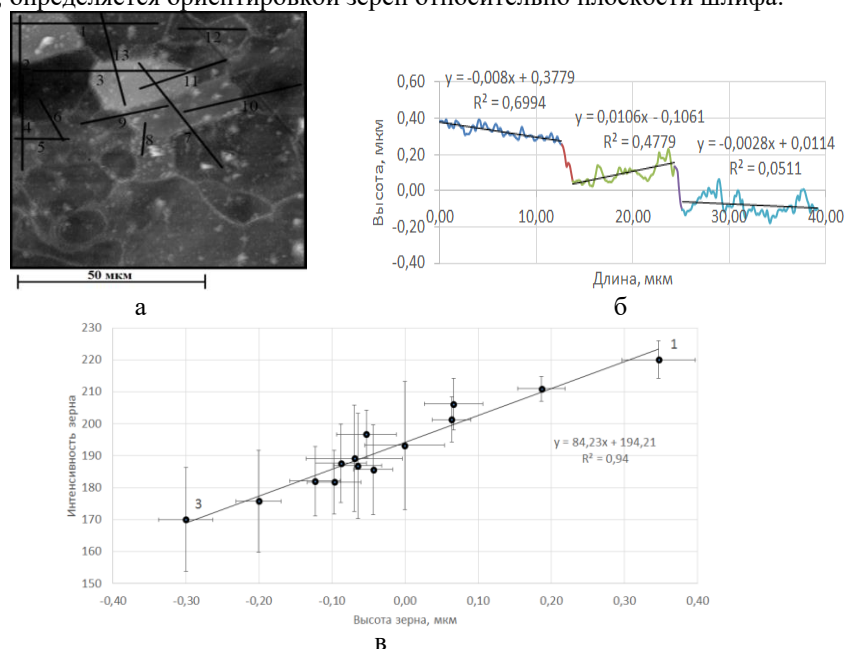 определяется ориентировкой зерен относительно плоскости шлифа.
1
12
2
13
3
11
6
10
4
9
5
8
7
50 мкм
а
0,60
0,40
0,20
0,00
-0,20
-0,40
Высота, мкм
y = -0,008x + 0,3779
R² = 0,6994
y = 0,0106x - 0,1061
R² = 0,4779
y = -0,0028x + 0,0114
R² = 0,0511
0,00 10,00 20,00 30,00 40,00
Длина, мкм
б
230
220
210
200
190
180
170
160
150
Интенсивность зерна
1
3
y = 84,23x + 194,21
R² = 0,94
-0,40 -0,30 -0,20 -0,10 0,00 0,10 0,20 0,30 0,40
Высота зерна, мкм
в